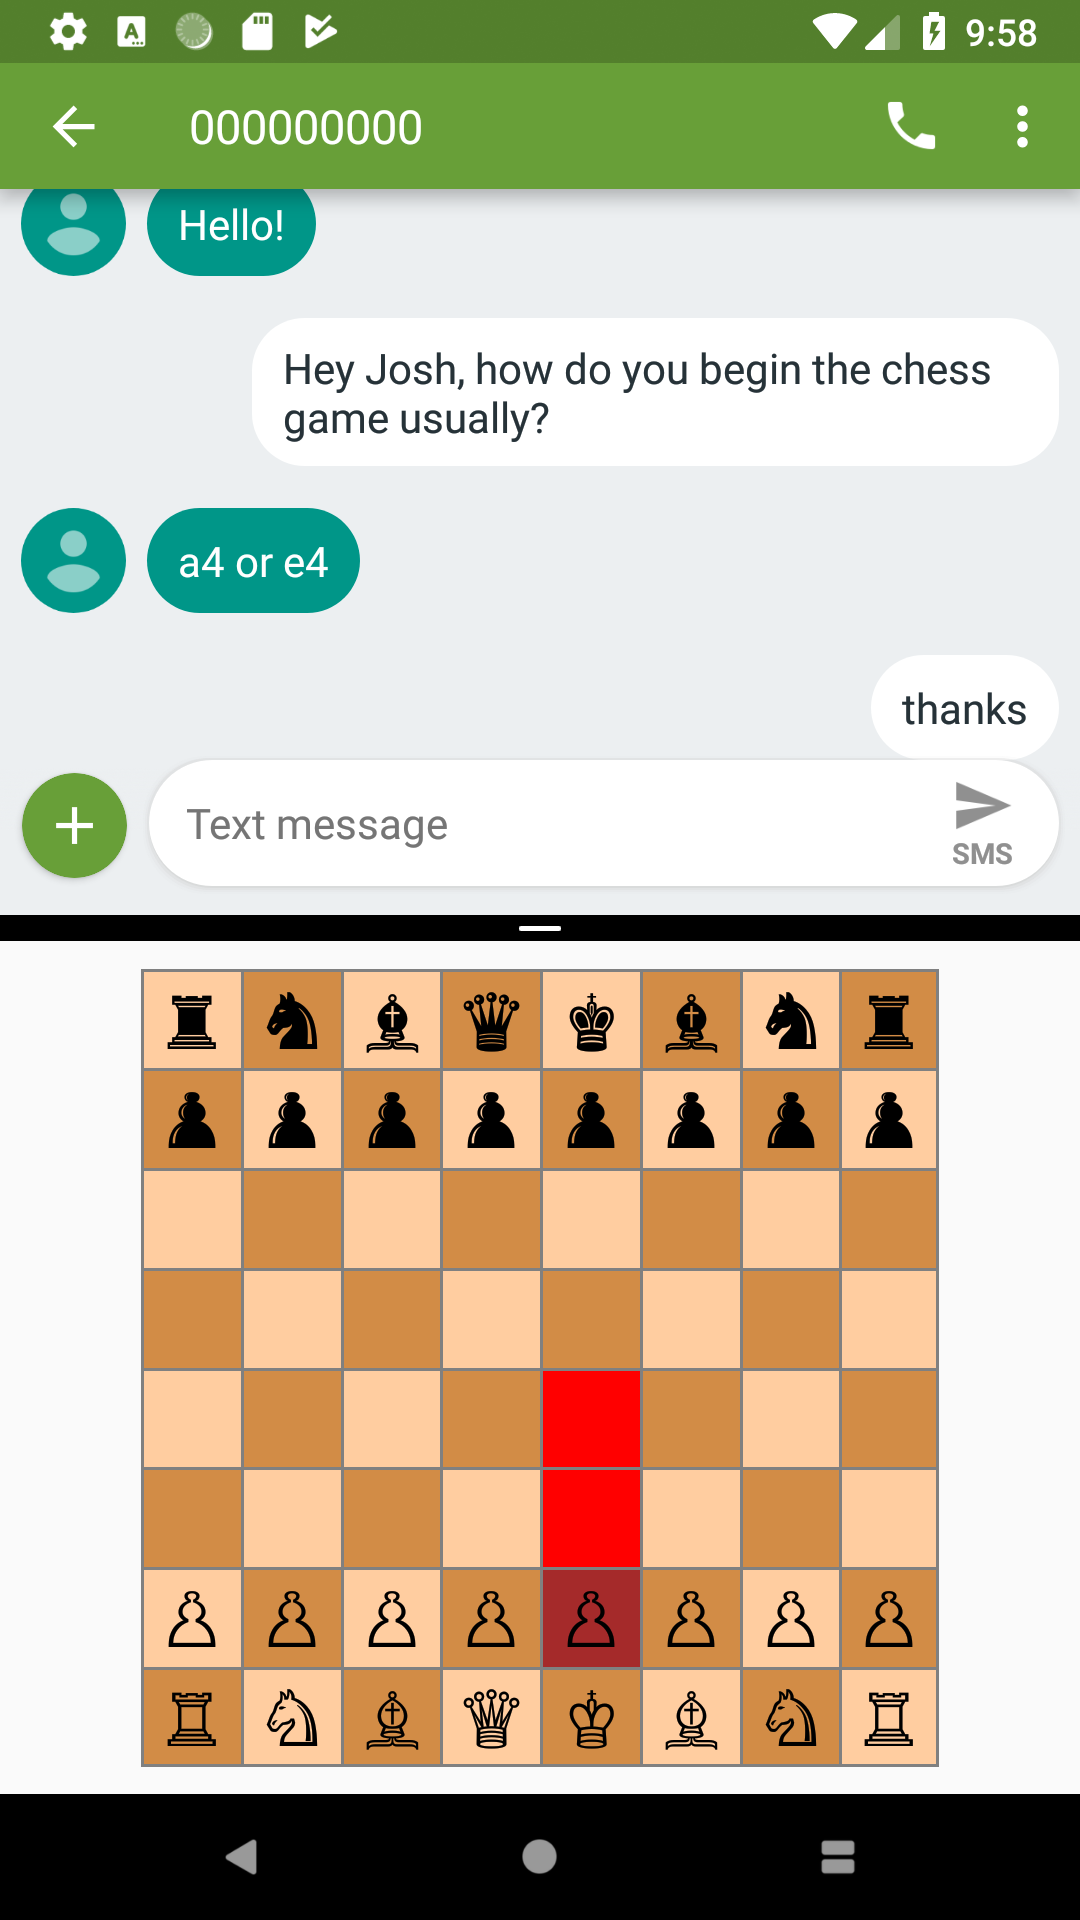 9:58
000000000
Hello!
Hey Josh, how do you begin the chess
game usually?
a4 or e4
thanks
Text message
SMS